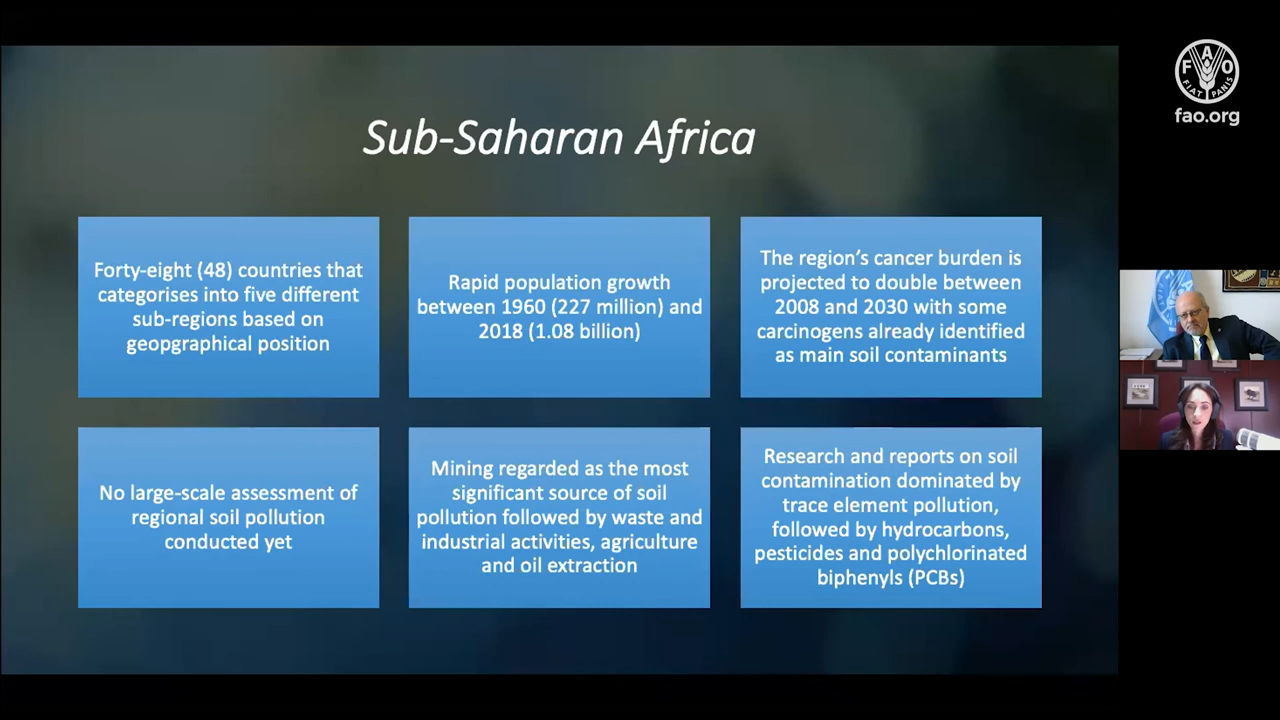 Sub-Saharan Africa
Forty-eight (48) countries that
categorises into five different
sub-regions based on
geopgraphical position
Rapid population growth
between 1960 (227 million) and
2018 (1.08 billion)
The region's cancer burden is
projected to double between
2008 and 2030 with some
carcinogens already identified
as main soil contaminants
No large-scale assessment of
regional soil pollution
conducted yet
Mining regarded as the most
significant source of soil
pollution followed by waste and
industrial activities, agriculture
and oil extraction
Research and reports on soil
contamination dominated by
trace element pollution,
followed by hydrocarbons,
pesticides and polychlorinated
biphenyls (PCBs)
F A O
FIAT PANIS
fao.org